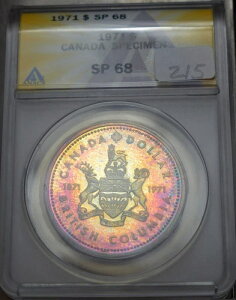 1971 $ SP 68
1971 $
CANADA SPECIMEN
SP 68
215
CANADA DOLLAR
1871 1971
BRITISH COLUMBIA